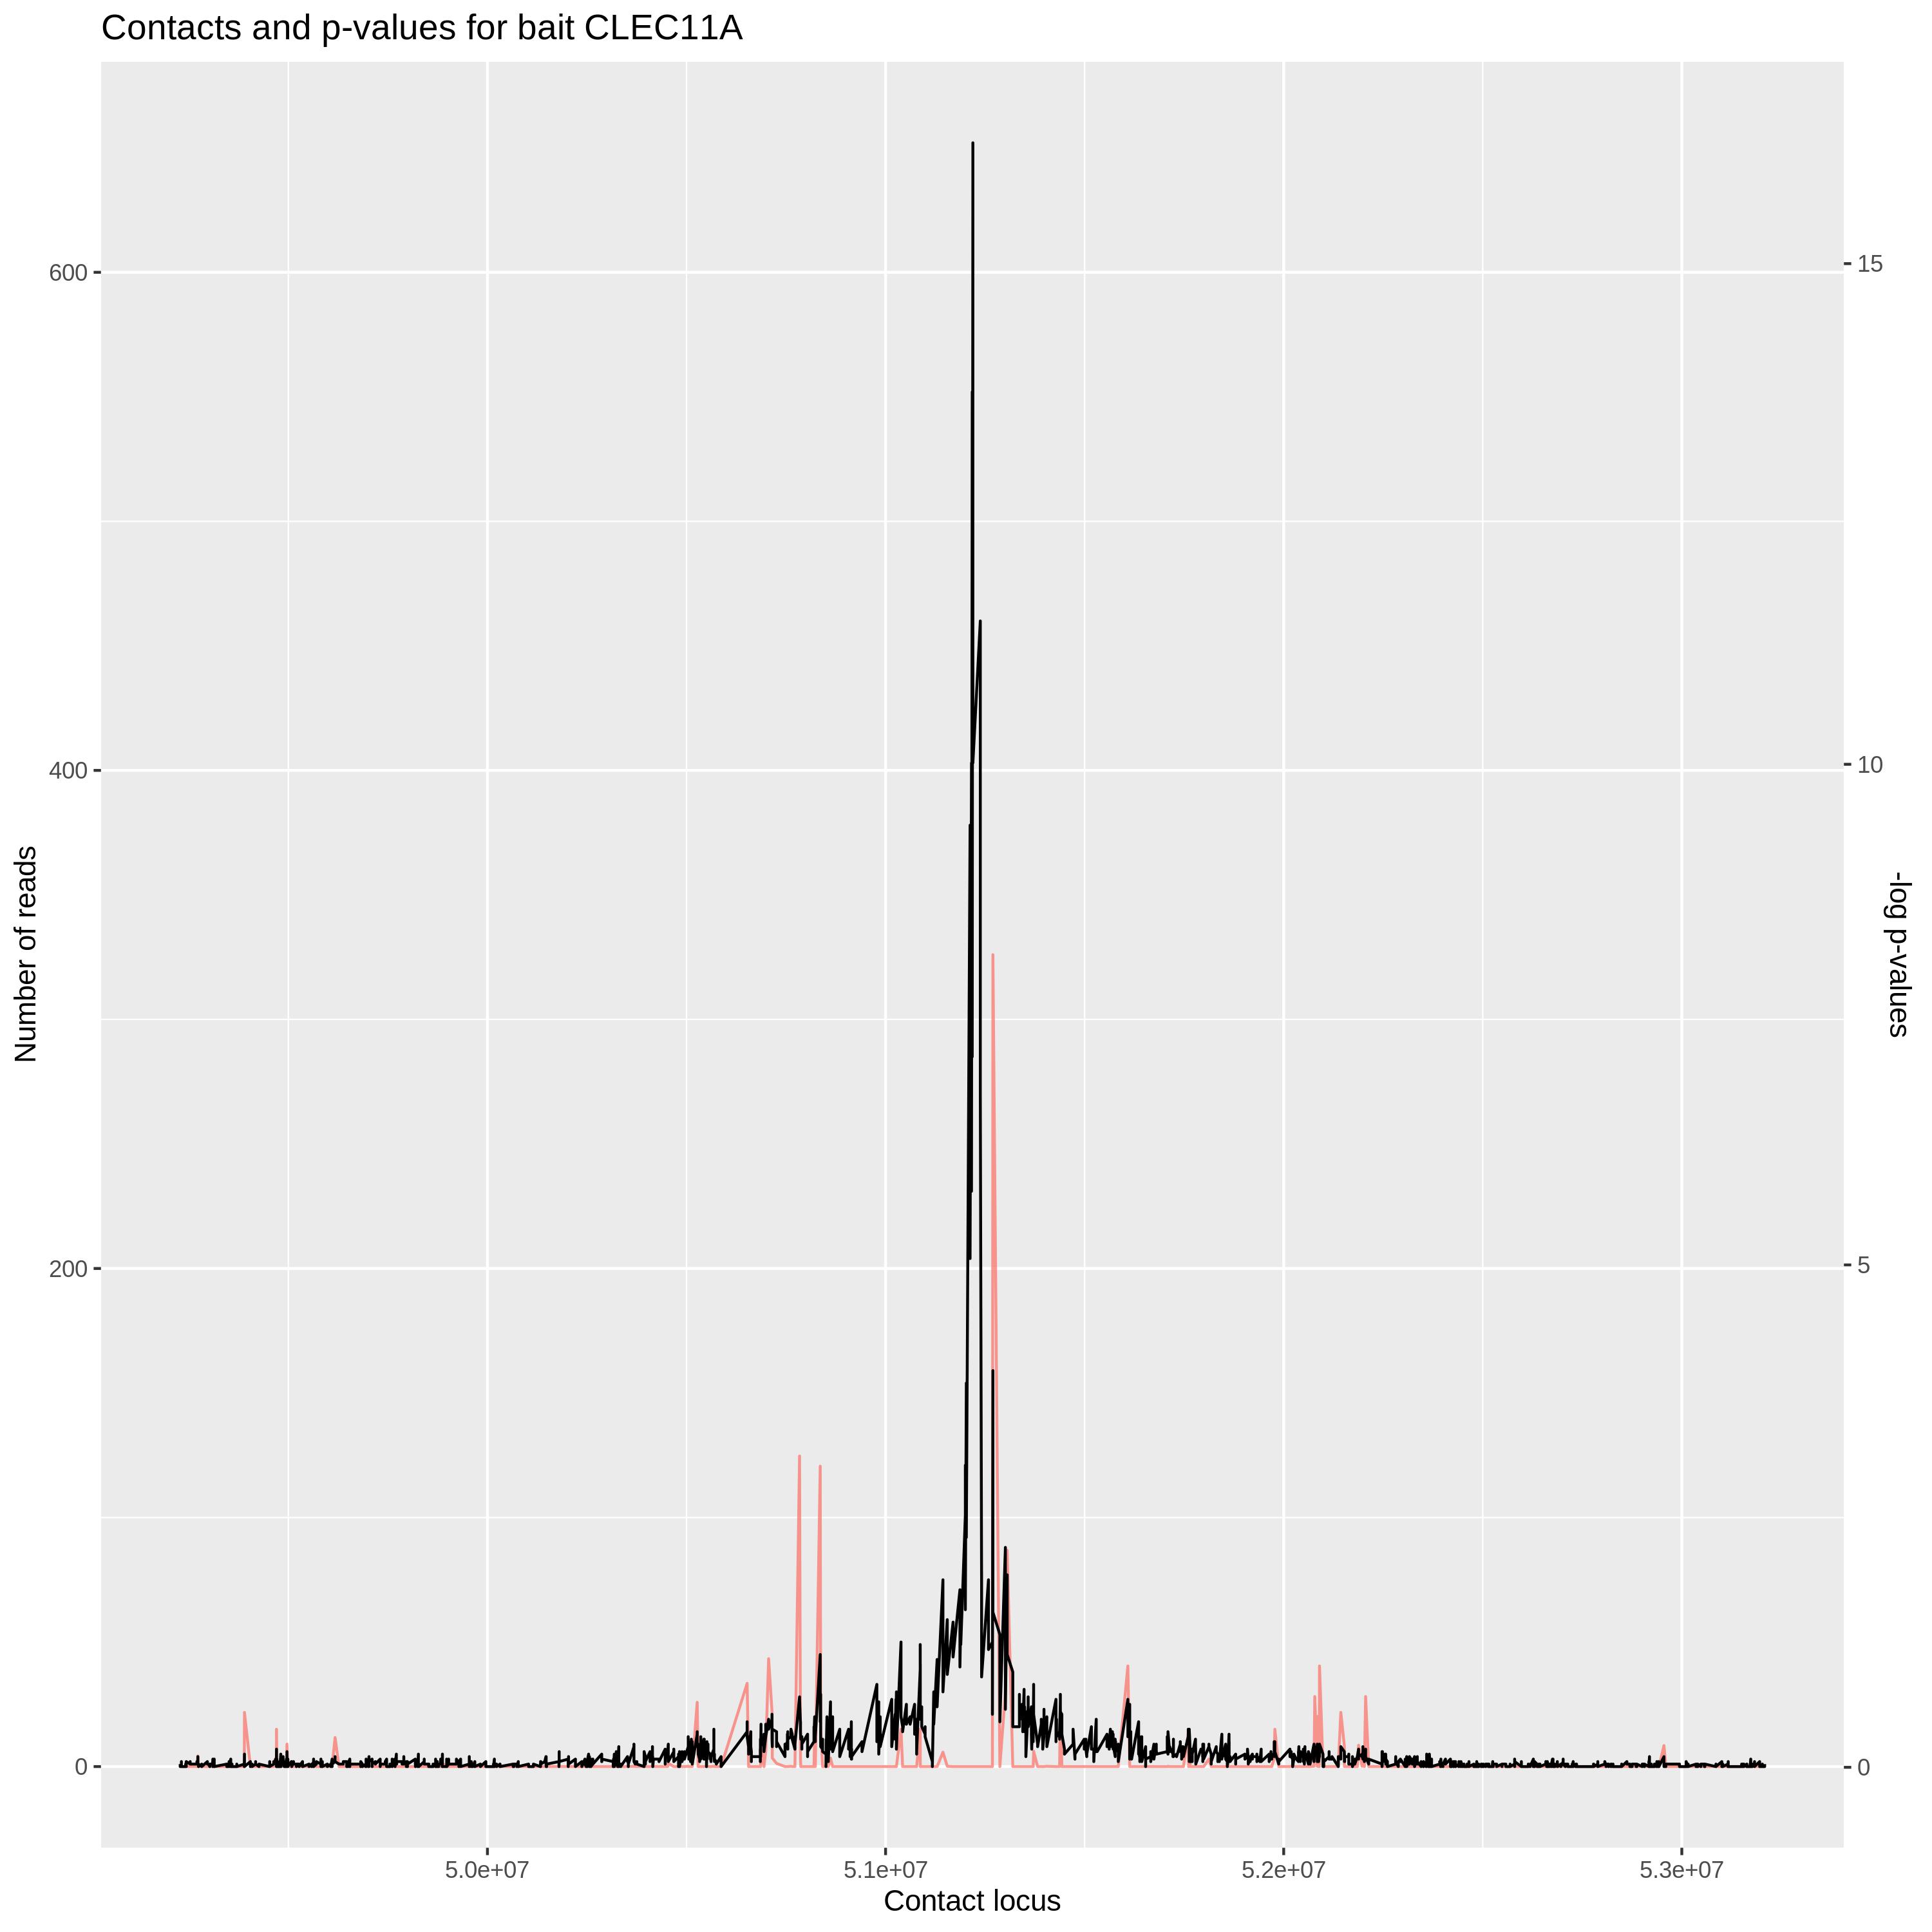 Contacts and p-values for bait CLEC11A
600
400
200
0
15
10
5
0
Number of reads
-log p-values
5.0e+07 5.1e+07 5.2e+07 5.3e+07
Contact locus